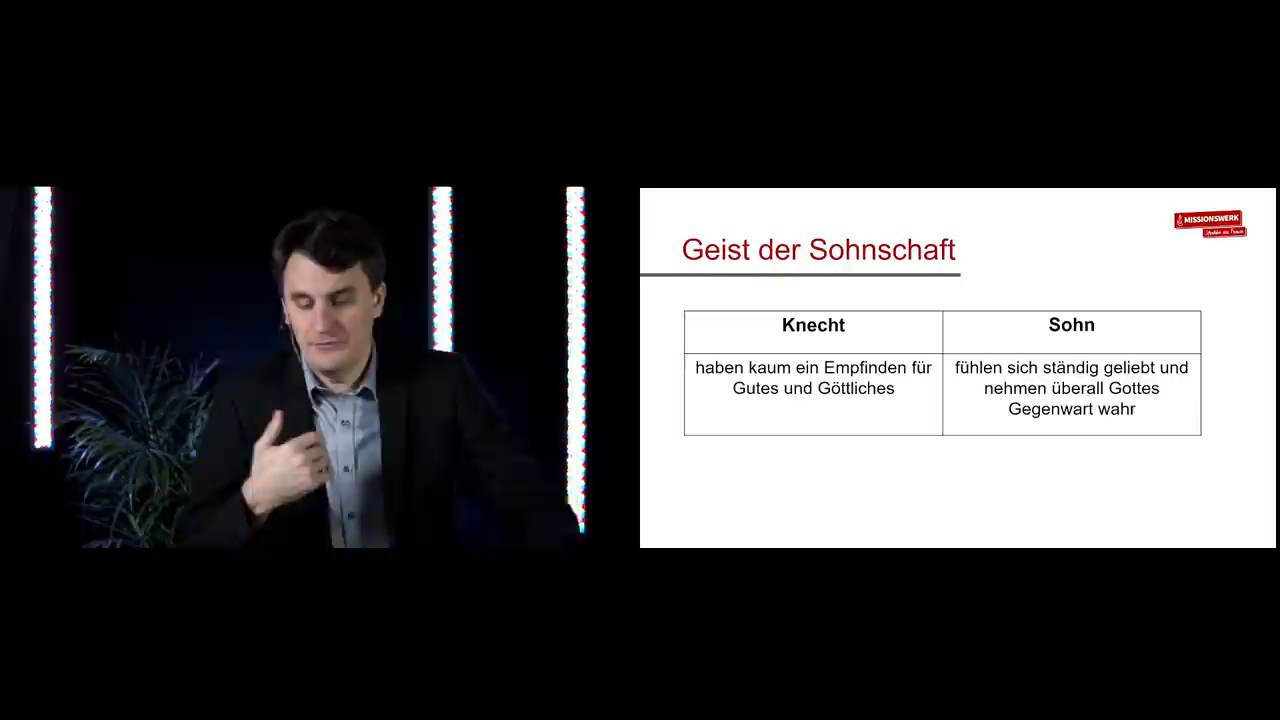 MISSIONSWERK
Geist der Sohnschaft
Knecht
Sohn
haben kaum ein Empfinden für
Gutes und Göttliches
fühlen sich ständig geliebt und
nehmen überall Gottes
Gegenwart wahr